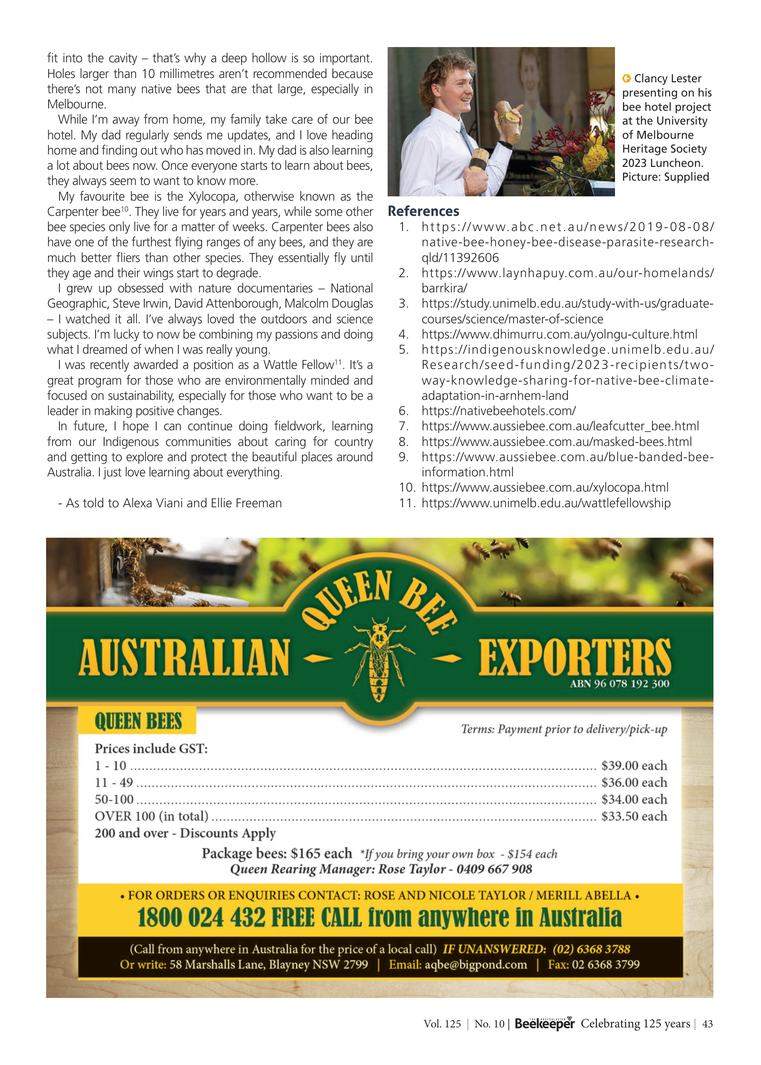 fit into the cavity – that's why a deep hollow is so important.
Holes larger than 10 millimetres aren't recommended because
there's not many native bees that are that large, especially in
Melbourne.
While I'm away from home, my family take care of our bee
hotel. My dad regularly sends me updates, and I love heading
home and finding out who has moved in. My dad is also learning
a lot about bees now. Once everyone starts to learn about bees,
they always seem to want to know more.
My favourite bee is the Xylocopa, otherwise known as the
Carpenter bee¹⁰. They live for years and years, while some other
bee species only live for a matter of weeks. Carpenter bees also
have one of the furthest flying ranges of any bees, and they are
much better fliers than other species. They essentially fly until
they age and their wings start to degrade.
I grew up obsessed with nature documentaries – National
Geographic, Steve Irwin, David Attenborough, Malcolm Douglas
– I watched it all. I've always loved the outdoors and science
subjects. I'm lucky to now be combining my passions and doing
what I dreamed of when I was really young.
I was recently awarded a position as a Wattle Fellow¹¹. It's a
great program for those who are environmentally minded and
focused on sustainability, especially for those who want to be a
leader in making positive changes.
In future, I hope I can continue doing fieldwork, learning
from our Indigenous communities about caring for country
and getting to explore and protect the beautiful places around
Australia. I just love learning about everything.
- As told to Alexa Viani and Ellie Freeman
Clancy Lester
presenting on his
bee hotel project
at the University
of Melbourne
Heritage Society
2023 Luncheon.
Picture: Supplied
References
1. https://www.abc.net.au/news/2019-08-08/
native-bee-honey-bee-disease-parasite-research-
qld/11392606
2. https://www.laynhapuy.com.au/our-homelands/
barrkira/
3. https://study.unimelb.edu.au/study-with-us/graduate-
courses/science/master-of-science
4. https://www.dhimurru.com.au/yolngu-culture.html
5. https://indigenousknowledge.unimelb.edu.au/
Research/seed-funding/2023-recipients/two-
way-knowledge-sharing-for-native-bee-climate-
adaptation-in-arnhem-land
6. https://nativebeehotels.com/
7. https://www.aussiebee.com.au/leafcutter_bee.html
8. https://www.aussiebee.com.au/masked-bees.html
9. https://www.aussiebee.com.au/blue-banded-bee-
information.html
10. https://www.aussiebee.com.au/xylocopa.html
11. https://www.unimelb.edu.au/wattlefellowship
AUSTRALIAN QUEEN BEE EXPORTERS
ABN 96 078 192 300
QUEEN BEES
Terms: Payment prior to delivery/pick-up
Prices include GST:
1 - 10 ........ $39.00 each
11 - 49 ........ $36.00 each
50-100 ........ $34.00 each
OVER 100 (in total) ........ $33.50 each
200 and over - Discounts Apply
Package bees: $165 each *If you bring your own box - $154 each
Queen Rearing Manager: Rose Taylor - 0409 667 908
• FOR ORDERS OR ENQUIRIES CONTACT: ROSE AND NICOLE TAYLOR / MERILL ABELLA •
1800 024 432 FREE CALL from anywhere in Australia
(Call from anywhere in Australia for the price of a local call) IF UNANSWERED: (02) 6368 3788
Or write: 58 Marshalls Lane, Blayney NSW 2799 | Email: aqbe@bigpond.com | Fax: 02 6368 3799
Vol. 125 | No. 10 | Beekeeper Celebrating 125 years | 43